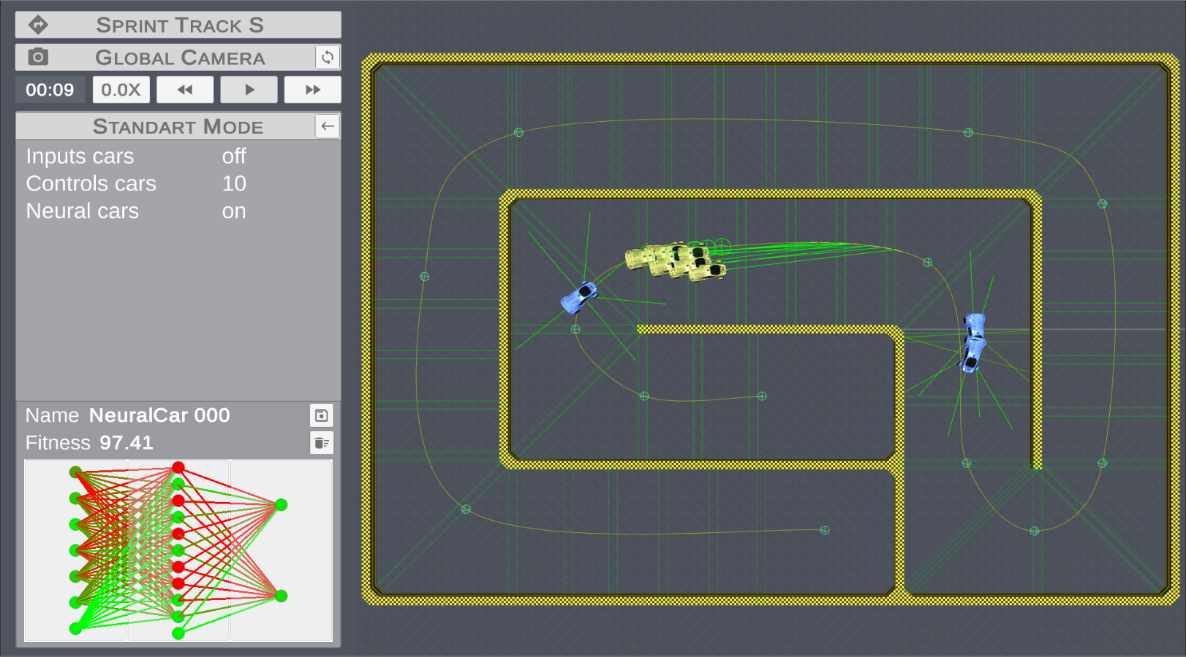 SPRINT TRACK S
GLOBAL CAMERA
00:09 0.0X
STANDART MODE
Inputs cars off
Controls cars 10
Neural cars on
Name NeuralCar 000
Fitness 97.41